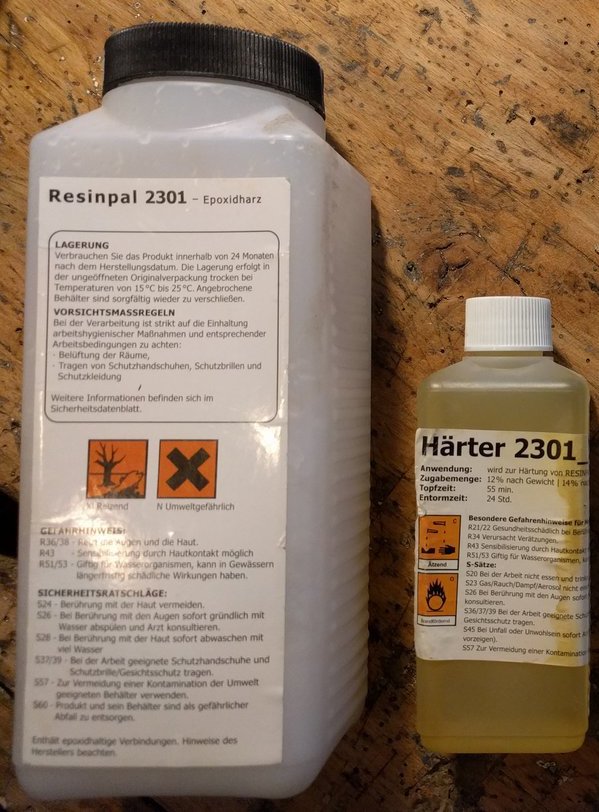 Resinpal 2301 – Epoxidharz
LAGERUNG
Verbrauchen Sie das Produkt innerhalb von 24 Monaten
nach dem Herstellungsdatum. Die Lagerung erfolgt in
der ungeöffneten Originalverpackung trocken bei
Temperaturen von 15°C bis 25°C. Angebrochene
Behälter sind sorgfältig wieder zu verschließen.
VORSICHTSMASSREGELN
Bei der Verarbeitung ist strikt auf die Einhaltung
arbeitshygienischer Maßnahmen und entsprechender
Arbeitsbedingungen zu achten:
- Belüftung der Räume,
- Tragen von Schutzhandschuhen, Schutzbrillen und
Schutzkleidung
Weitere Informationen befinden sich im
Sicherheitsdatenblatt.
Xi Reizend
N Umweltgefährlich
GEFAHRHINWEIS:
R36/38 - Reizt die Augen und die Haut.
R43 - Sensibilisierung durch Hautkontakt möglich
R51/53 - Giftig für Wasserorganismen, kann in Gewässern
längerfristig schädliche Wirkungen haben.
SICHERHEITSRATSCHLÄGE:
S24 - Berührung mit der Haut vermeiden.
S26 - Bei Berührung mit den Augen sofort gründlich mit
Wasser abspülen und Arzt konsultieren.
S28 - Bei Berührung mit der Haut sofort abwaschen mit
viel Wasser
S37/39 - Bei der Arbeit geeignete Schutzhandschuhe und
Schutzbrille/Gesichtsschutz tragen.
S57 - Zur Vermeidung einer Kontamination der Umwelt
geeigneten Behälter verwenden.
S60 - Produkt und sein Behälter sind als gefährlicher
Abfall zu entsorgen.
Enthält epoxidhaltige Verbindungen. Hinweise des
Herstellers beachten.
Härter 2301_
Anwendung: wird zur Härtung von
Zugabemenge: 12% nach Gewicht | 14%
Topfzeit: 55 min.
Entformzeit: 24 Std.
C
Ätzend
O
Brandfördernd
Besondere Gefahrenhinweise für
R21/22 Gesundheitsschädlich bei
R34 Verursacht Verätzungen.
R43 Sensibilisierung durch Hautkontakt
R51/53 Giftig für Wasserorganismen,
S-Sätze:
S20 Bei der Arbeit nicht essen und
S23 Gas/Rauch/Dampf/Aerosol nicht
S26 Bei Berührung mit den Augen sofort
konsultieren.
S36/37/39 Bei der Arbeit geeignete
Gesichtsschutz tragen.
S45 Bei Unfall oder Unwohlsein sofort
vorzeigen).
S57 Zur Vermeidung einer Kontamination